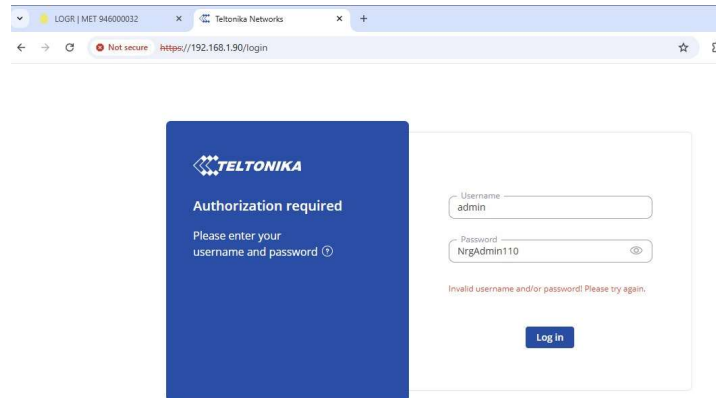 LOGR | MET 946000032
Teltonika Networks
Not secure https://192.168.1.90/login
TELTONIKA
Authorization required
Please enter your
username and password
Username
admin
Password
NrgAdmin110
Invalid username and/or password! Please try again.
Log in